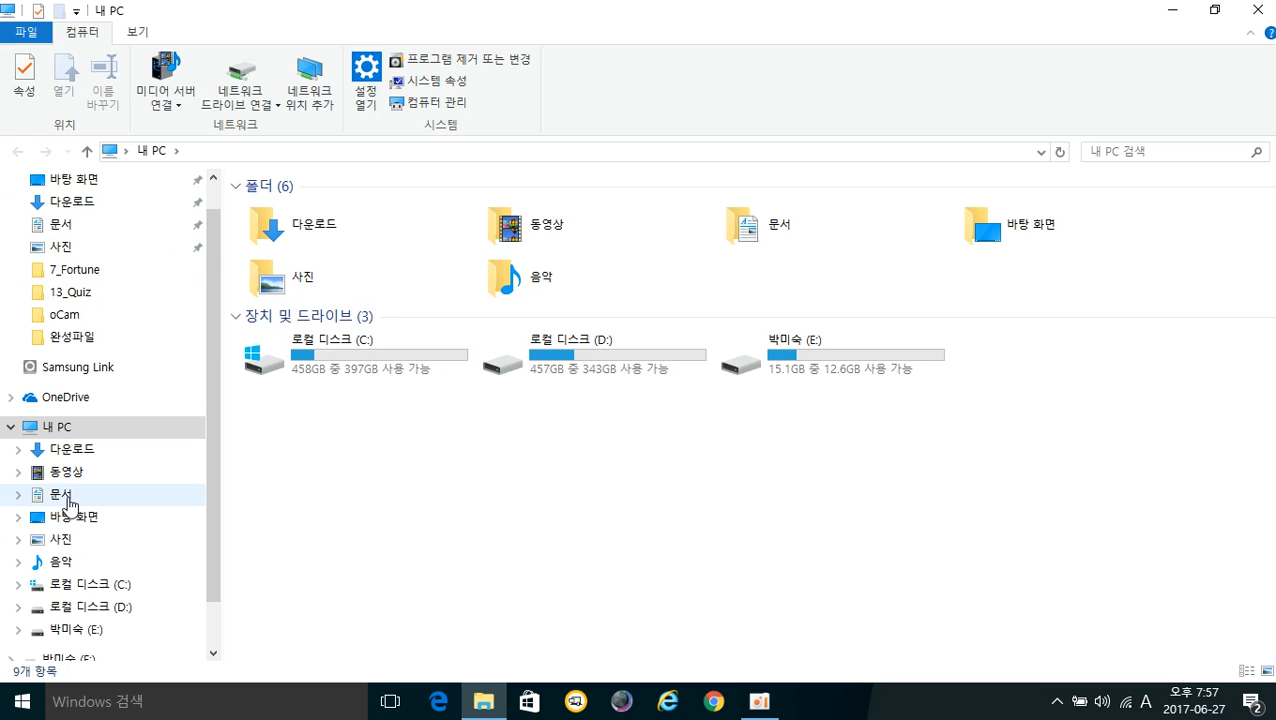 내 PC
파일
컴퓨터
보기
속성
열기
이름
바꾸기
위치
미디어 서버
연결
네트워크
드라이브 연결
네트워크
위치 추가
네트워크
설정
열기
프로그램 제거 또는 변경
시스템 속성
컴퓨터 관리
시스템
내 PC
내 PC 검색
바탕 화면
다운로드
문서
사진
7_Fortune
13_Quiz
oCam
완성파일
Samsung Link
OneDrive
내 PC
다운로드
동영상
문서
바탕 화면
사진
음악
로컬 디스크 (C:)
로컬 디스크 (D:)
박미숙 (E:)
박미숙 (E:)
폴더 (6)
다운로드
동영상
문서
바탕 화면
사진
음악
장치 및 드라이브 (3)
로컬 디스크 (C:)
458GB 중 397GB 사용 가능
로컬 디스크 (D:)
457GB 중 343GB 사용 가능
박미숙 (E:)
15.1GB 중 12.6GB 사용 가능
9개 항목
Windows 검색
A
오후 7:57
2017-06-27
2